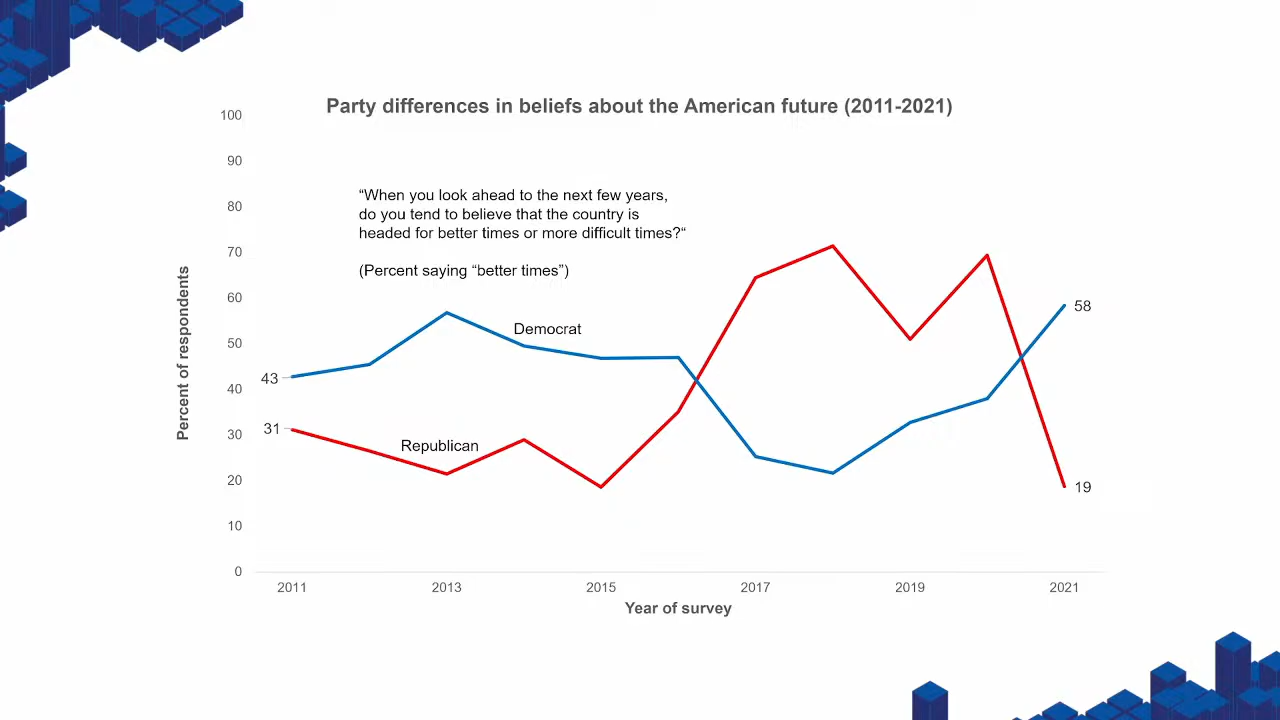 Party differences in beliefs about the American future (2011-2021)
100
90
80
70
60
50
40
30
20
10
0
Percent of respondents
“When you look ahead to the next few years,
do you tend to believe that the country is
headed for better times or more difficult times?“
(Percent saying “better times”)
Democrat
Republican
43
31
58
19
2011
2013
2015
2017
2019
2021
Year of survey